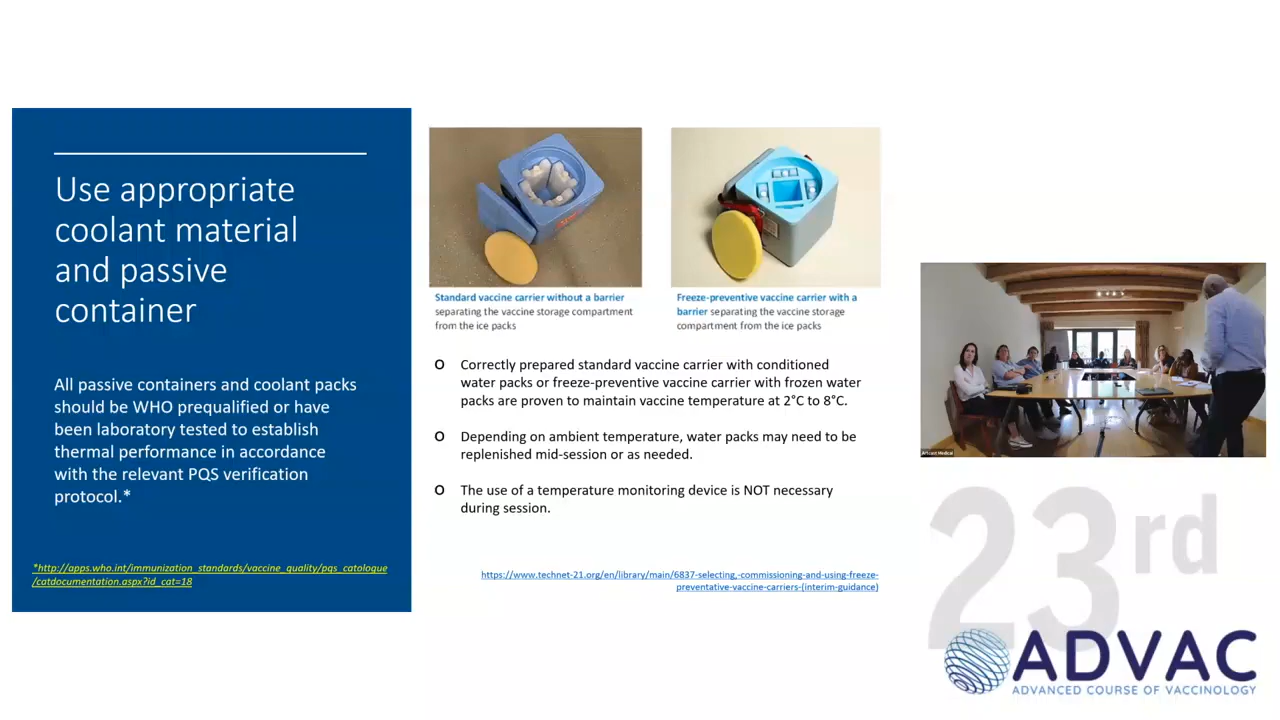 Use appropriate
coolant material
and passive
container
All passive containers and coolant packs
should be WHO prequalified or have
been laboratory tested to establish
thermal performance in accordance
with the relevant PQS verification
protocol.*
*http://apps.who.int/immunization_standards/vaccine_quality/pqs_catologue
/catdocumentation.aspx?id_cat=18
Standard vaccine carrier without a barrier
separating the vaccine storage compartment
from the ice packs
Freeze-preventive vaccine carrier with a
barrier separating the vaccine storage
compartment from the ice packs
O Correctly prepared standard vaccine carrier with conditioned
water packs or freeze-preventive vaccine carrier with frozen water
packs are proven to maintain vaccine temperature at 2°C to 8°C.
O Depending on ambient temperature, water packs may need to be
replenished mid-session or as needed.
O The use of a temperature monitoring device is NOT necessary
during session.
https://www.technet-21.org/en/library/main/6837-selecting,-commissioning-and-using-freeze-
preventative-vaccine-carriers-(interim-guidance)
Artcast Medical
23rd
ADVAC
ADVANCED COURSE OF VACCINOLOGY